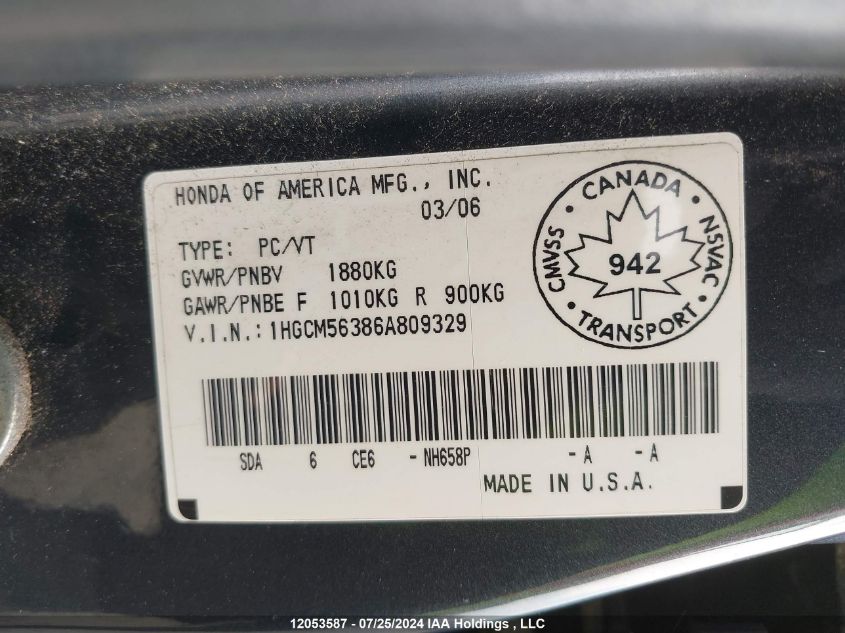 HONDA OF AMERICA MFG., INC.
03/06
TYPE: PC/VT
GVWR/PNBV 1880KG
GAWR/PNBE F 1010KG R 900KG
V.I.N.: 1HGCM56386A809329
CANADA
CMVSS
942
NSVAC
TRANSPORT
SDA 6 CE6 - NH658P - A - A
MADE IN U.S.A.
12053587 - 07/25/2024 IAA Holdings , LLC